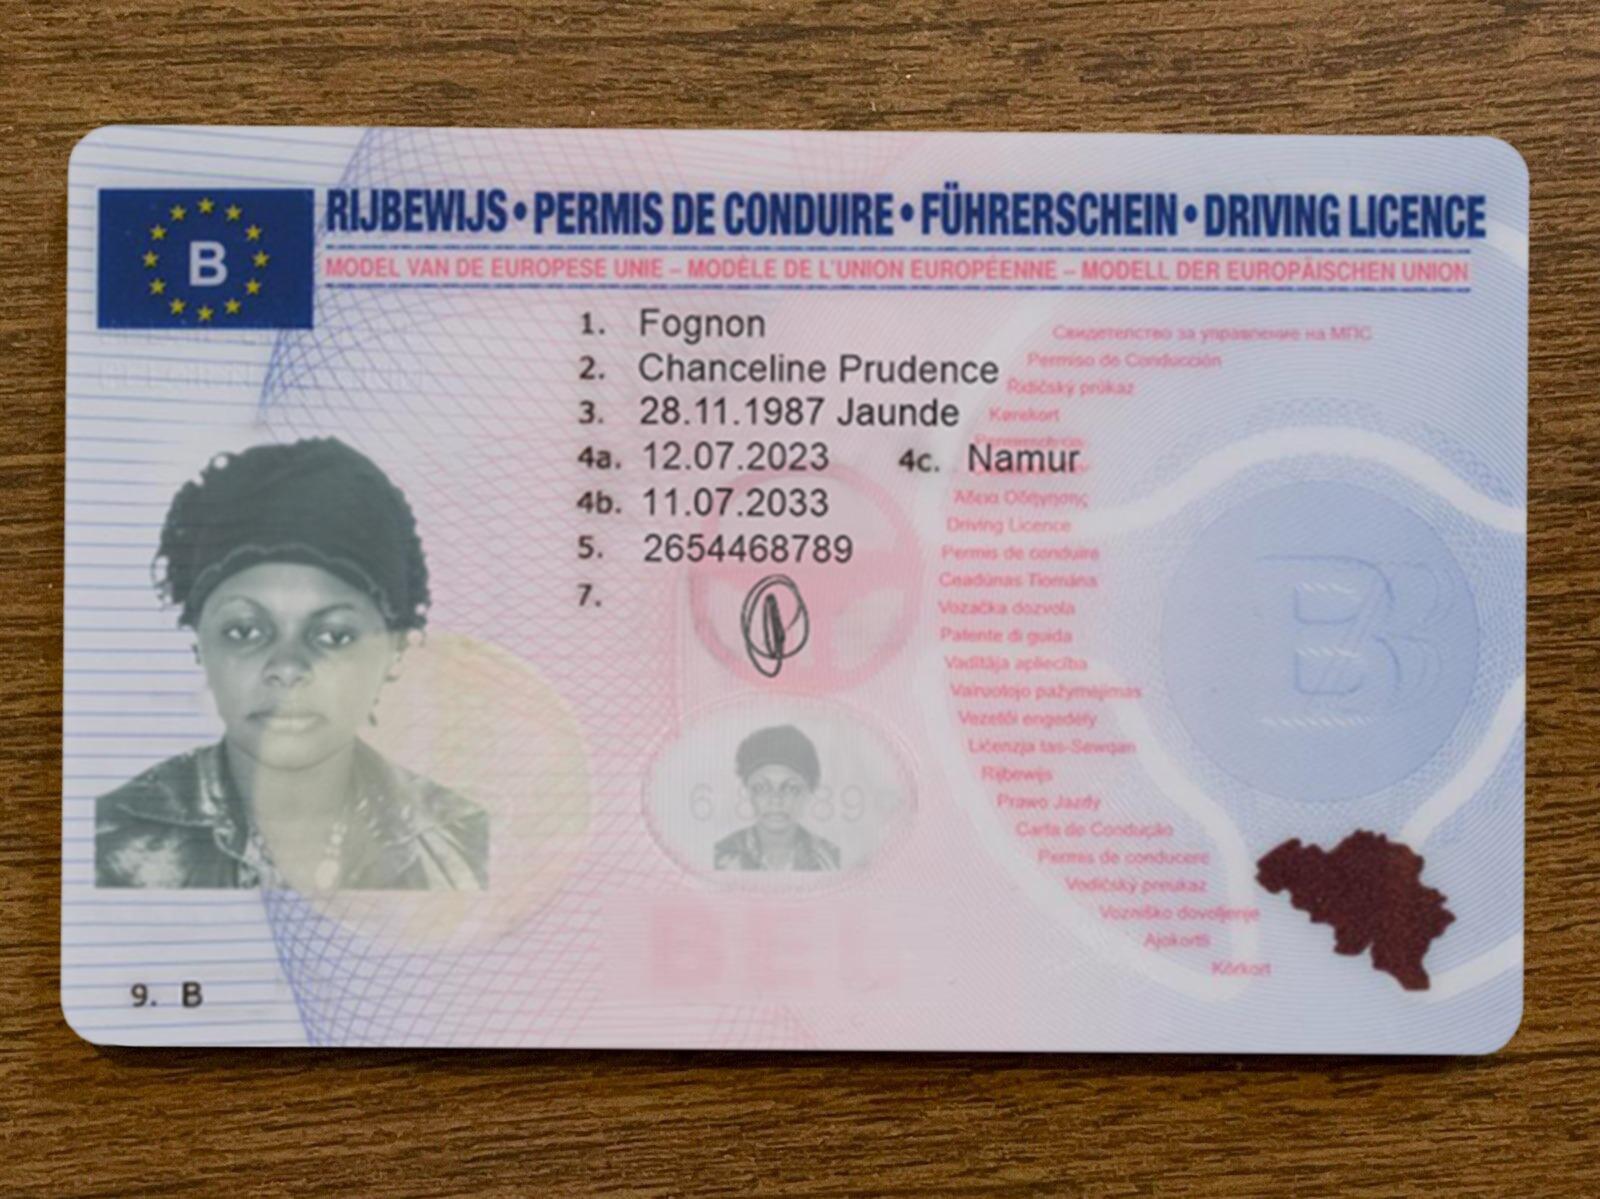 B
RIJBEWIJS • PERMIS DE CONDUIRE • FÜHRERSCHEIN • DRIVING LICENCE
MODEL VAN DE EUROPESE UNIE – MODÈLE DE L'UNION EUROPÉENNE – MODELL DER EUROPÄISCHEN UNION
1. Fognon
2. Chanceline Prudence
3. 28.11.1987 Jaunde
4a. 12.07.2023 4c. Namur
4b. 11.07.2033
5. 2654468789
7.
9. B
Свидетелство за управление на МПС
Permiso de Conducción
Řidičský průkaz
Kørekort
Άδεια Οδήγησης
Driving Licence
Permis de conduire
Ceadúnas Tiomána
Vozačka dozvola
Patente di guida
Vadītāja apliecība
Vairuotojo pažymėjimas
Vezetői engedély
Liċenzja tas-Sewqan
Rijbewijs
Prawo Jazdy
Carta de Condução
Permis de conducere
Vodičský preukaz
Vozniško dovoljenje
Ajokortti
Körkort
BEL
B